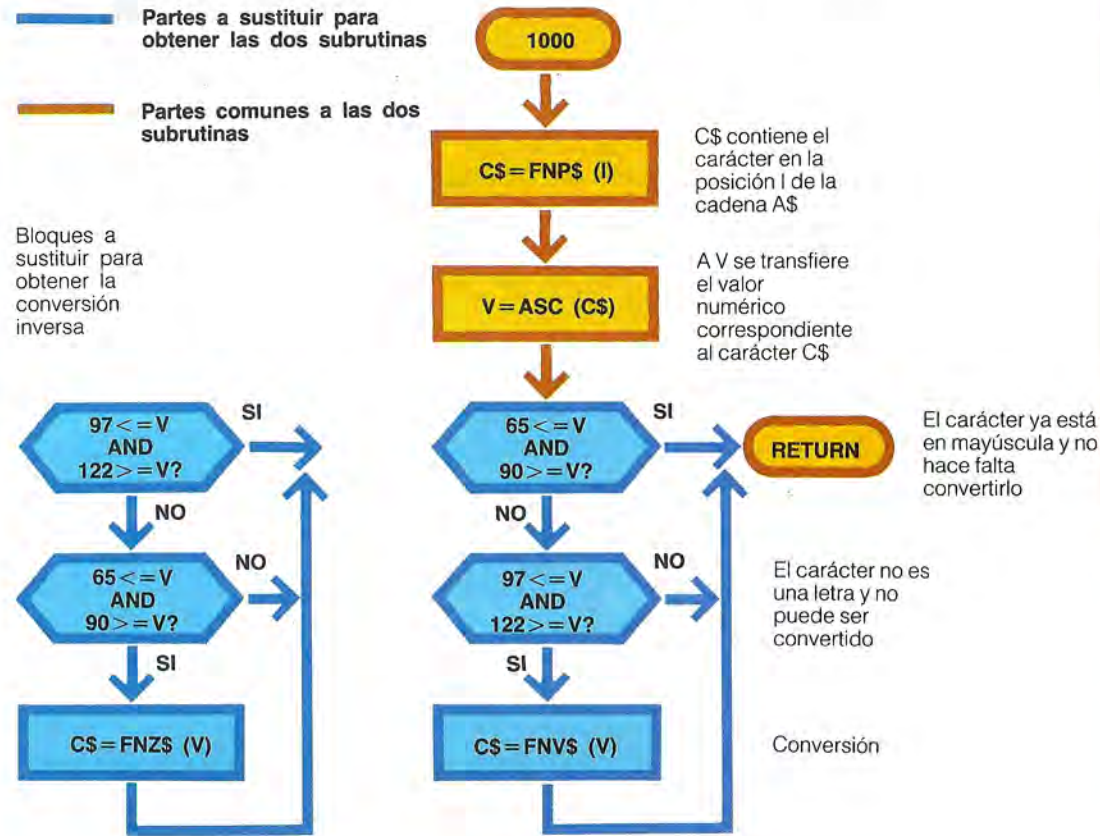 Partes a sustituir para
obtener las dos subrutinas
Partes comunes a las dos
subrutinas
1000
C$=FNP$ (I)
C$ contiene el
carácter en la
posición I de la
cadena A$
Bloques a
sustituir para
obtener la
conversión
inversa
V=ASC (C$)
A V se transfiere
el valor
numérico
correspondiente
al carácter C$
97<=V
AND
122>=V?
SI
NO
65<=V
AND
90>=V?
NO
SI
C$=FNZ$ (V)
65<=V
AND
90>=V?
SI
RETURN
El carácter ya está
en mayúscula y no
hace falta
convertirlo
NO
97<=V
AND
122>=V?
NO
El carácter no es
una letra y no
puede ser
convertido
SI
C$=FNV$ (V)
Conversión